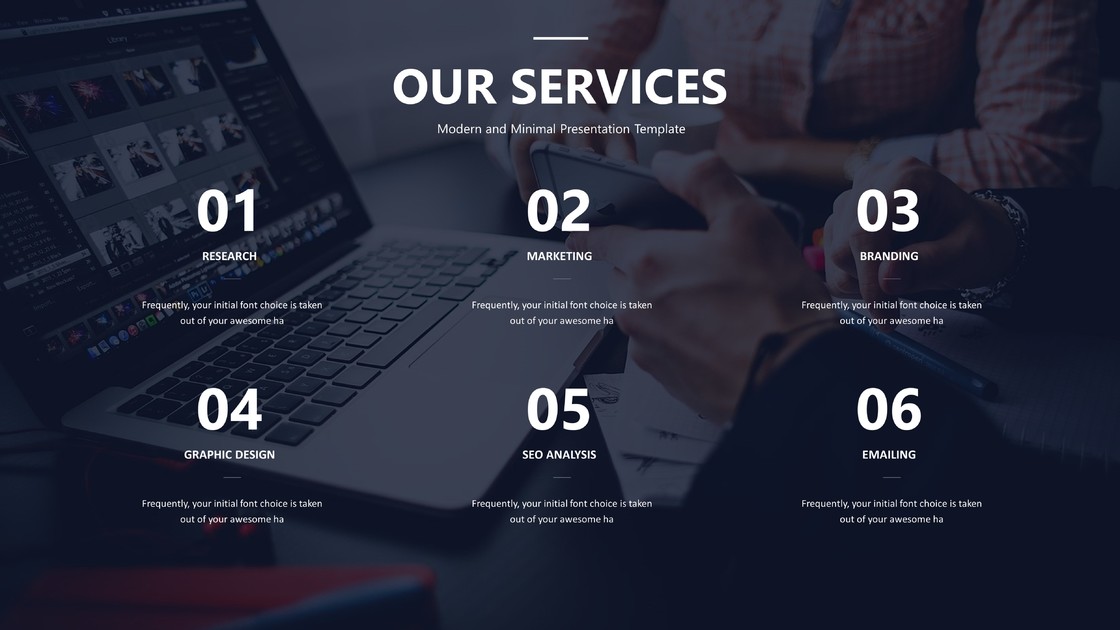 OUR SERVICES
Modern and Minimal Presentation Template
01
RESEARCH
Frequently, your initial font choice is taken
out of your awesome ha
02
MARKETING
Frequently, your initial font choice is taken
out of your awesome ha
03
BRANDING
Frequently, your initial font choice is taken
out of your awesome ha
04
GRAPHIC DESIGN
Frequently, your initial font choice is taken
out of your awesome ha
05
SEO ANALYSIS
Frequently, your initial font choice is taken
out of your awesome ha
06
EMAILING
Frequently, your initial font choice is taken
out of your awesome ha
Library